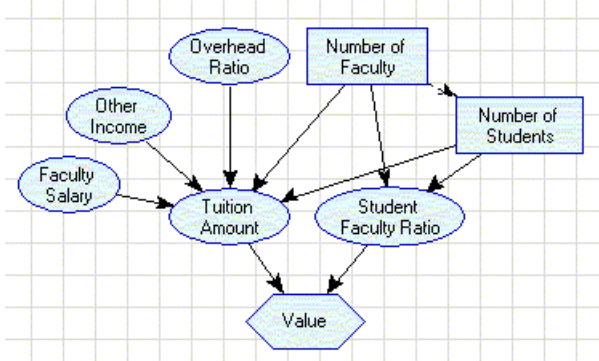 Overhead
Ratio
Number of
Faculty
Other
Income
Number of
Students
Faculty
Salary
Tuition
Amount
Student
Faculty Ratio
Value